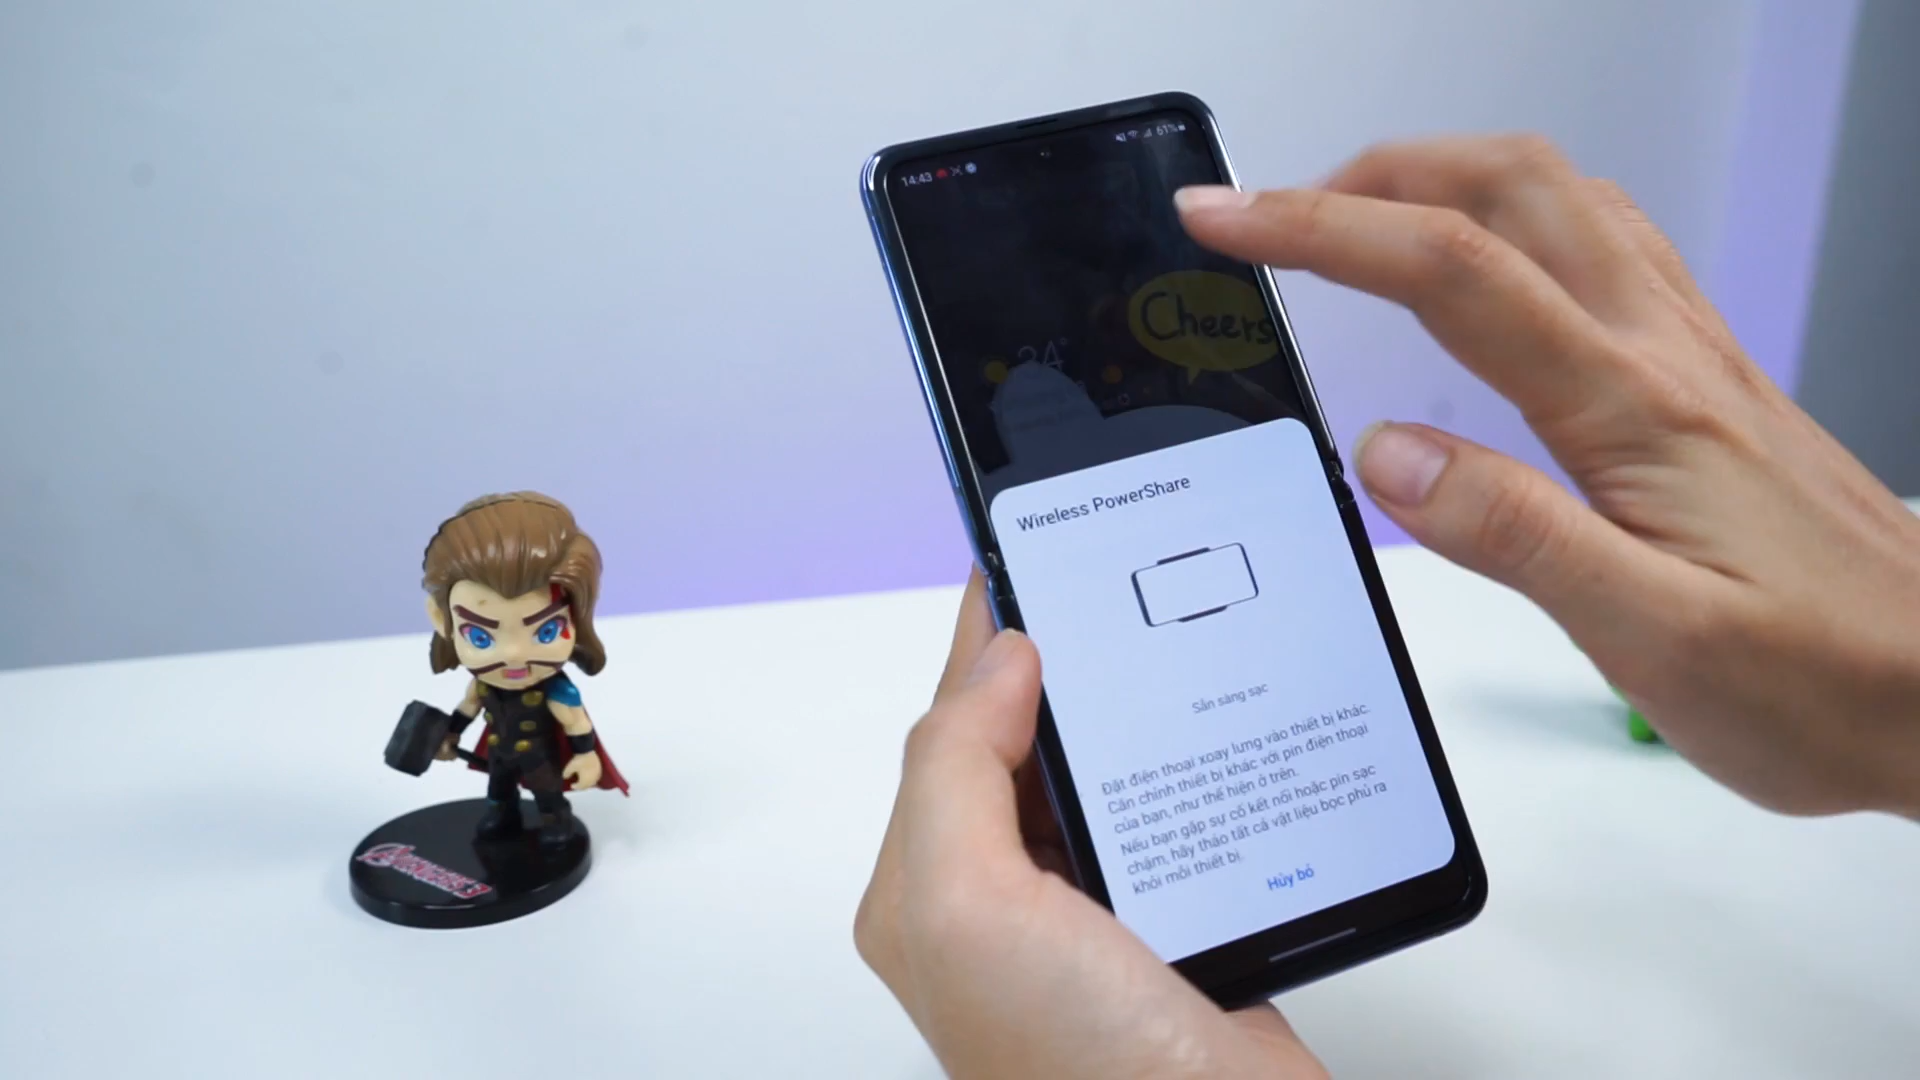 14:43
61%
Cheers
34°
Wireless PowerShare
Sẵn sàng sạc
Đặt điện thoại xoay lưng vào thiết bị khác.
Căn chỉnh thiết bị khác với pin điện thoại
của bạn, như thể hiện ở trên.
Nếu bạn gặp sự cố kết nối hoặc pin sạc
chậm, hãy tháo tất cả vật liệu bọc phủ ra
khỏi mỗi thiết bị.
Hủy bỏ
AVENGERS